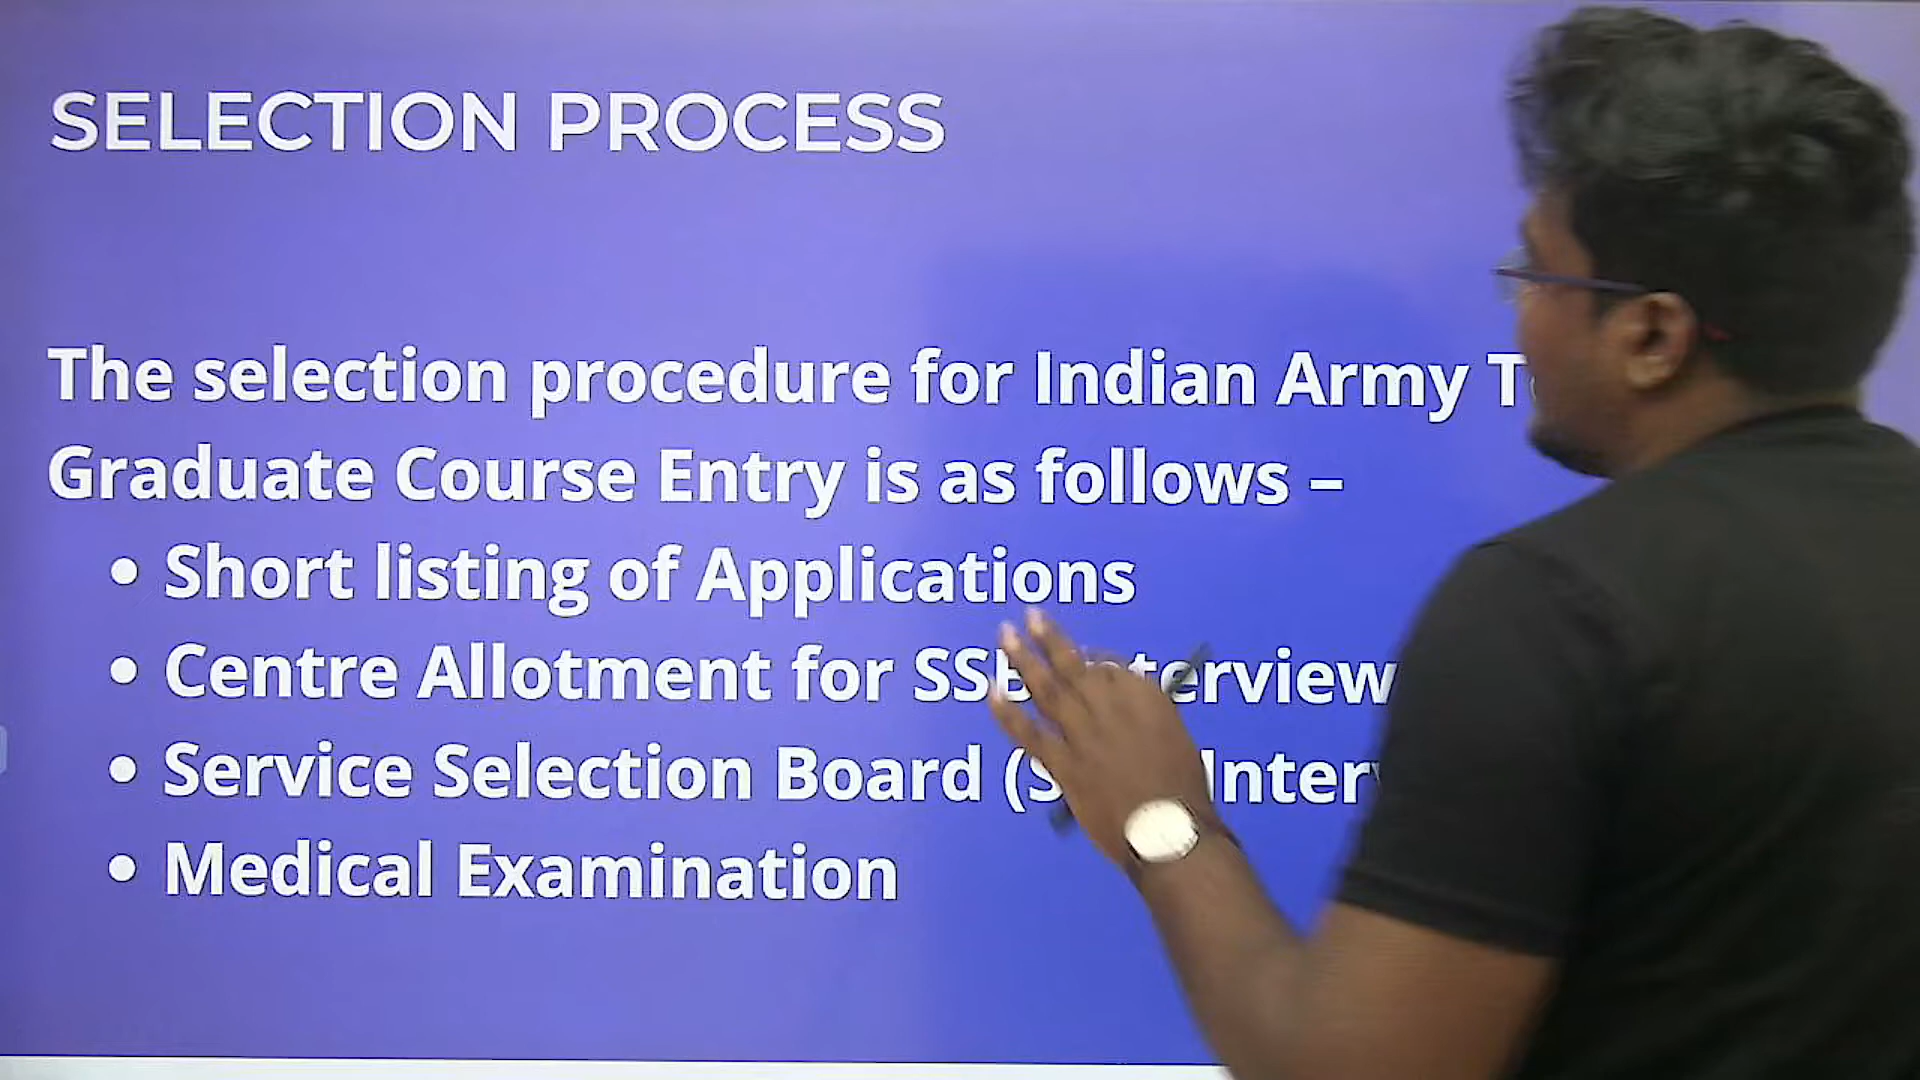 SELECTION PROCESS
The selection procedure for Indian Army
Graduate Course Entry is as follows –
• Short listing of Applications
• Centre Allotment for Interview
• Service Selection Board
• Medical Examination